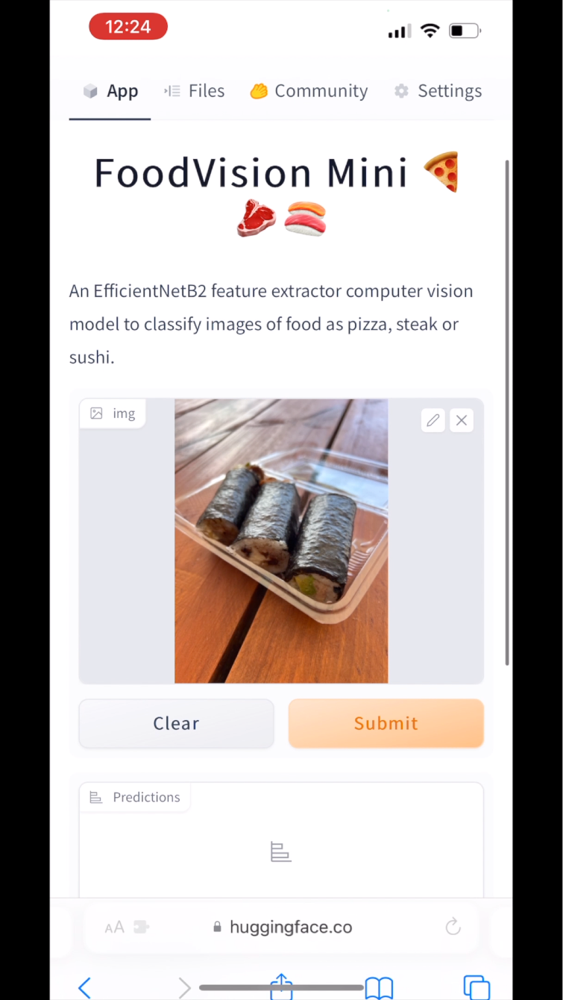 12:24
App Files Community Settings
FoodVision Mini 🍕
🥩🍣
An EfficientNetB2 feature extractor computer vision
model to classify images of food as pizza, steak or
sushi.
img
Clear Submit
Predictions
AA huggingface.co